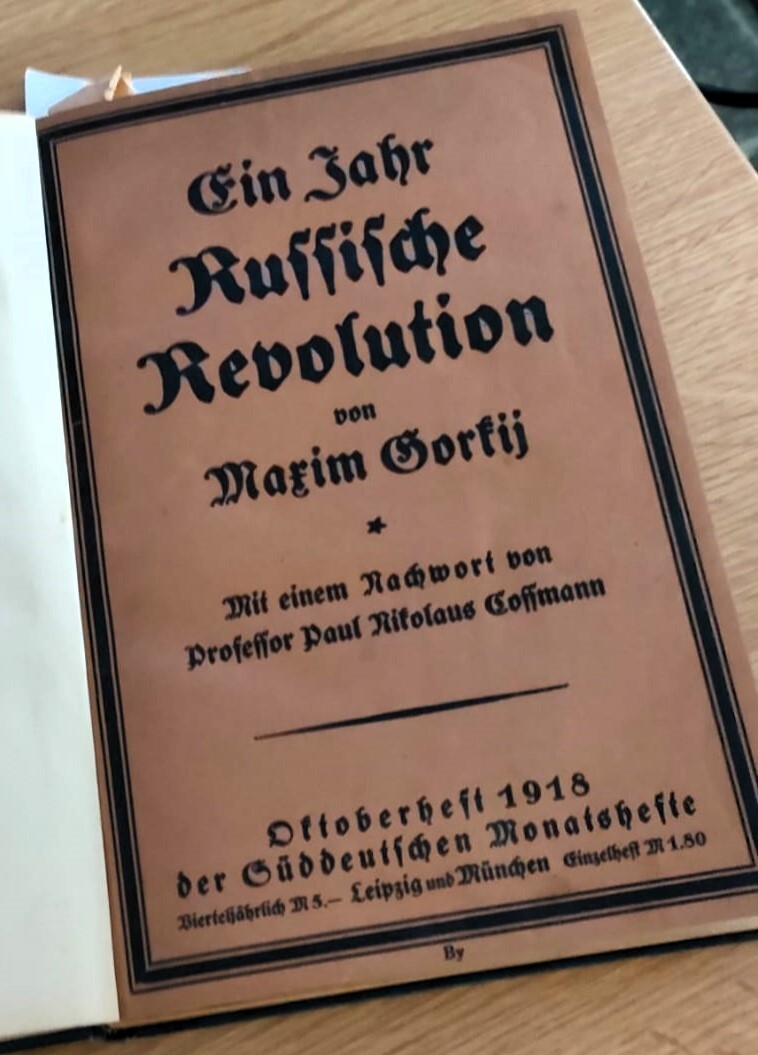 Ein Jahr
Russische
Revolution
von
Maxim Gorkij
*
Mit einem Nachwort von
Professor Paul Nikolaus Cossmann
Oktoberheft 1918
der Süddeutschen Monatshefte
Vierteljährlich M 5.— Leipzig und München Einzelheft M 1.80
By